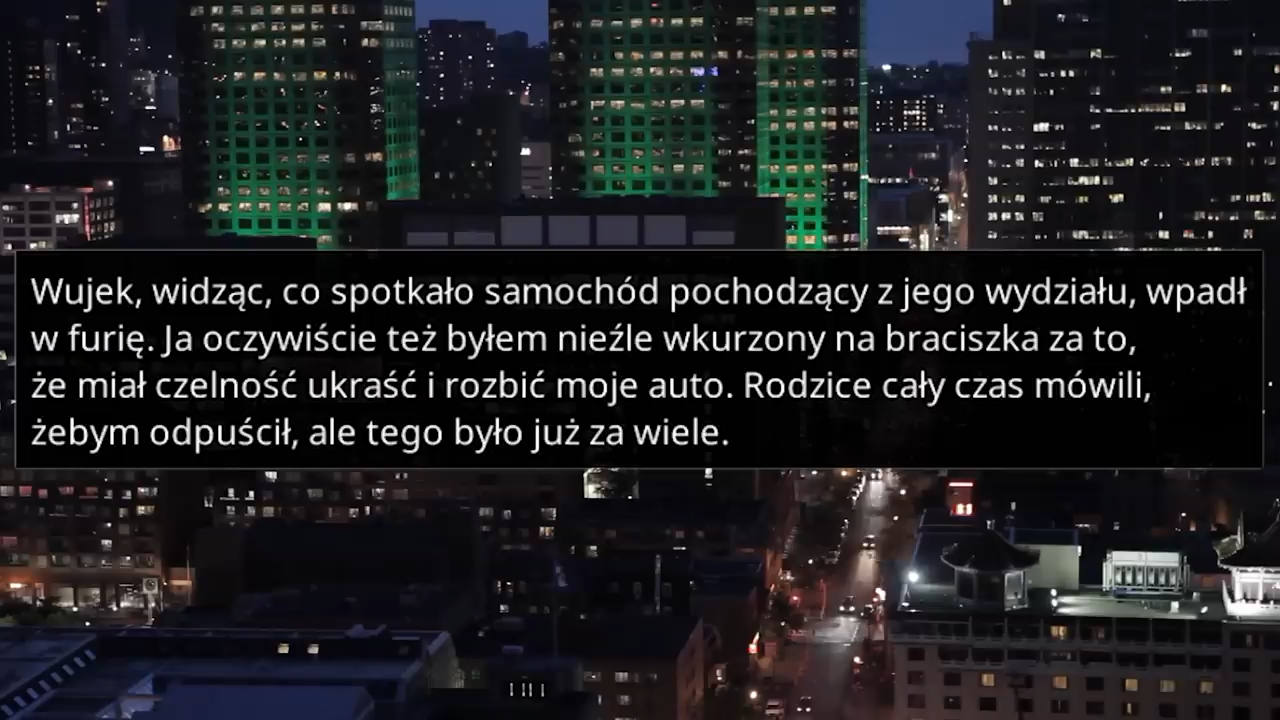 Wujek, widząc, co spotkało samochód pochodzący z jego wydziału, wpadł
w furię. Ja oczywiście też byłem nieźle wkurzony na braciszka za to,
że miał czelność ukraść i rozbić moje auto. Rodzice cały czas mówili,
żebym odpuścił, ale tego było już za wiele.